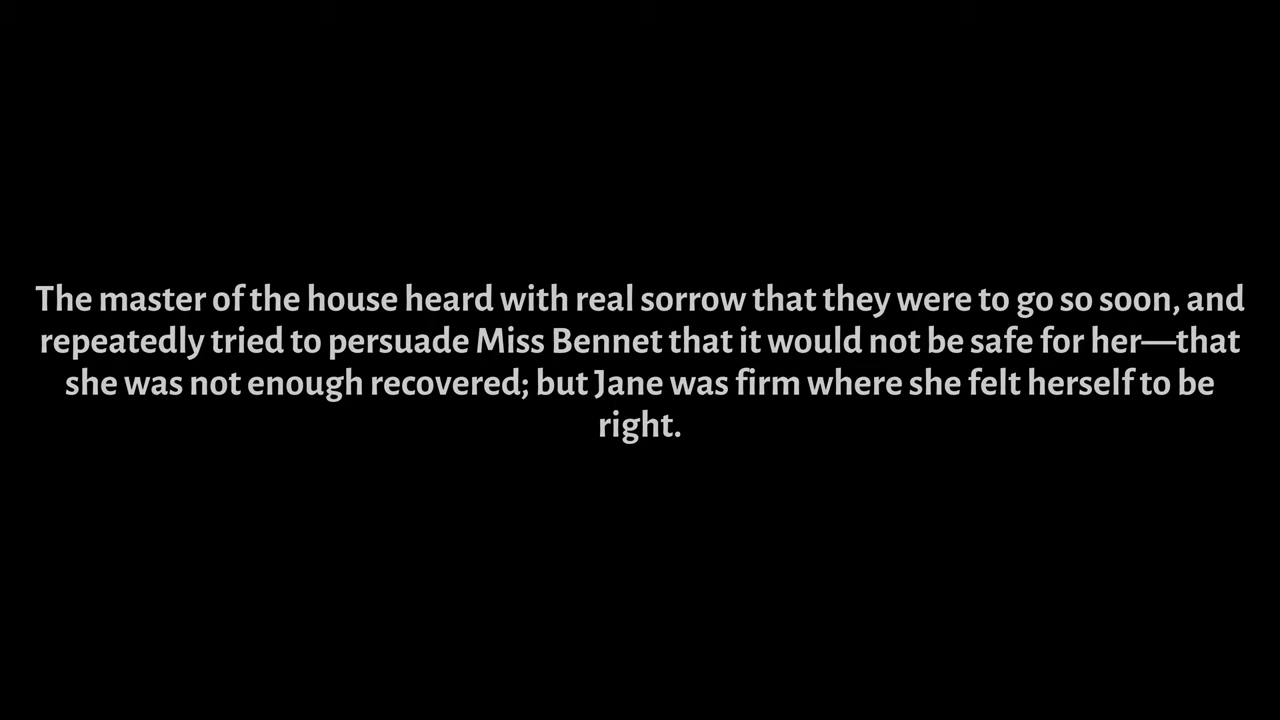 The master of the house heard with real sorrow that they were to go so soon, and
repeatedly tried to persuade Miss Bennet that it would not be safe for her—that
she was not enough recovered; but Jane was firm where she felt herself to be
right.